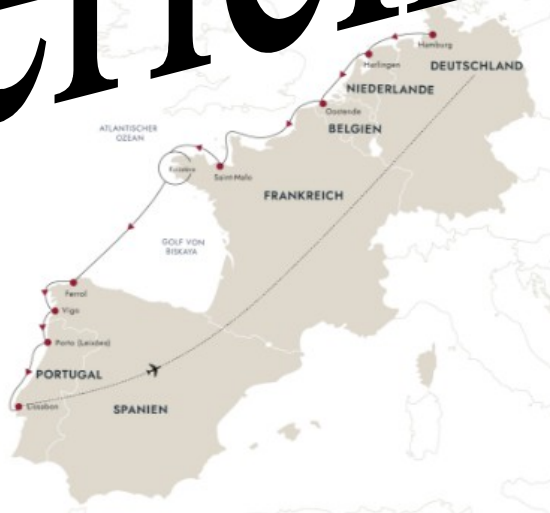 Hamburg
Harlingen
DEUTSCHLAND
NIEDERLANDE
Oostende
BELGIEN
ATLANTISCHER
OZEAN
Saint-Malo
FRANKREICH
GOLF VON
BISKAYA
Ferrol
Vigo
Porto (Leixões)
PORTUGAL
Lissabon
SPANIEN